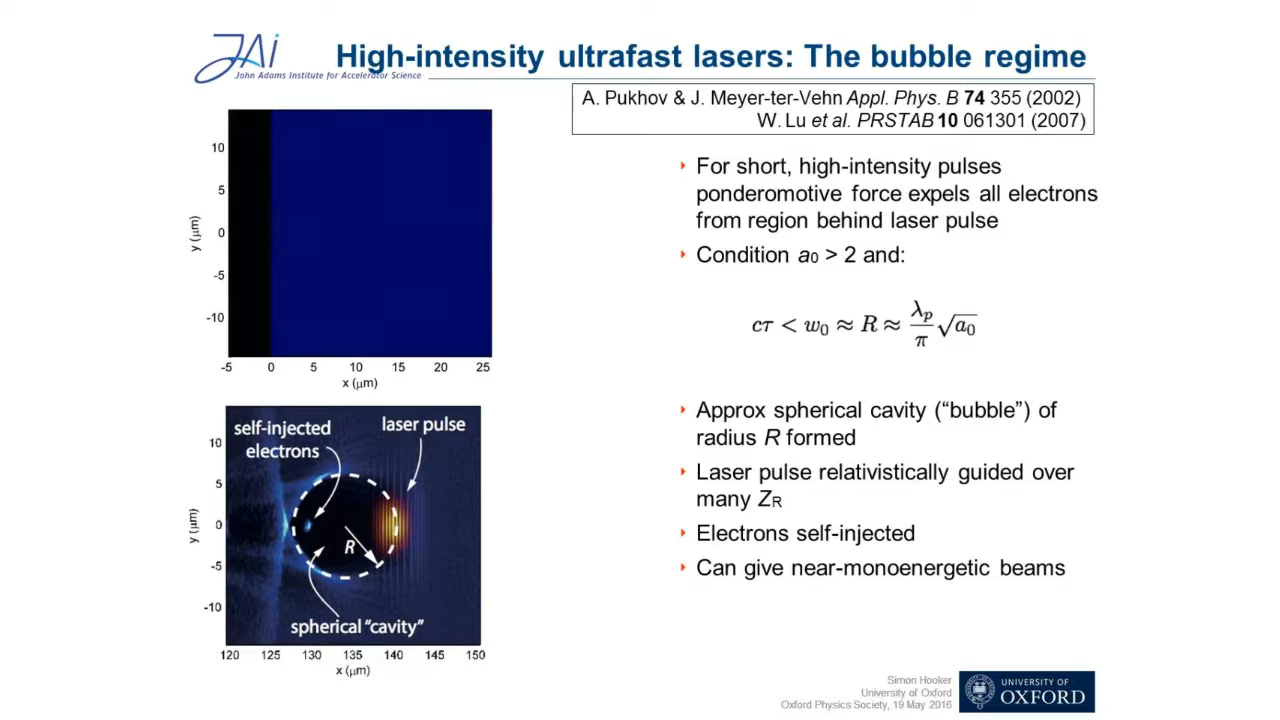 JAi
John Adams Institute for Accelerator Science
High-intensity ultrafast lasers: The bubble regime
A. Pukhov & J. Meyer-ter-Vehn Appl. Phys. B 74 355 (2002)
W. Lu et al. PRSTAB 10 061301 (2007)
10
5
0
-5
-10
y (μm)
-5 0 5 10 15 20 25
x (μm)
‣ For short, high-intensity pulses
ponderomotive force expels all electrons
from region behind laser pulse
‣ Condition a₀ > 2 and:
cτ < w₀ ≈ R ≈ λₚ/π √a₀
‣ Approx spherical cavity (“bubble”) of
radius R formed
‣ Laser pulse relativistically guided over
many Z_R
‣ Electrons self-injected
‣ Can give near-monoenergetic beams
self-injected
electrons
laser pulse
R
spherical “cavity”
10
5
0
-5
-10
y (μm)
120 125 130 135 140 145 150
x (μm)
Simon Hooker
University of Oxford
Oxford Physics Society, 19 May 2016
UNIVERSITY OF
OXFORD